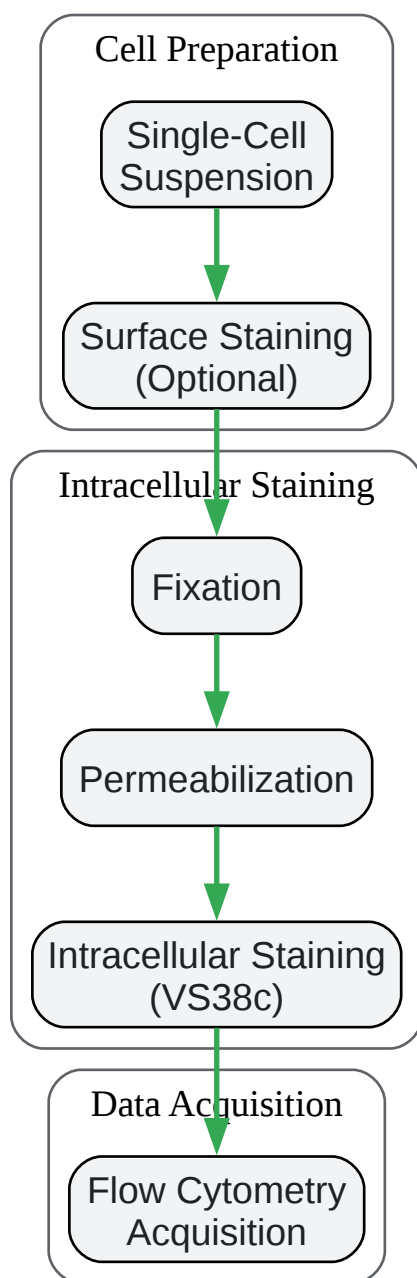 Cell Preparation
Single-Cell
Suspension
Surface Staining
(Optional)
Intracellular Staining
Fixation
Permeabilization
Intracellular Staining
(VS38c)
Data Acquisition
Flow Cytometry
Acquisition